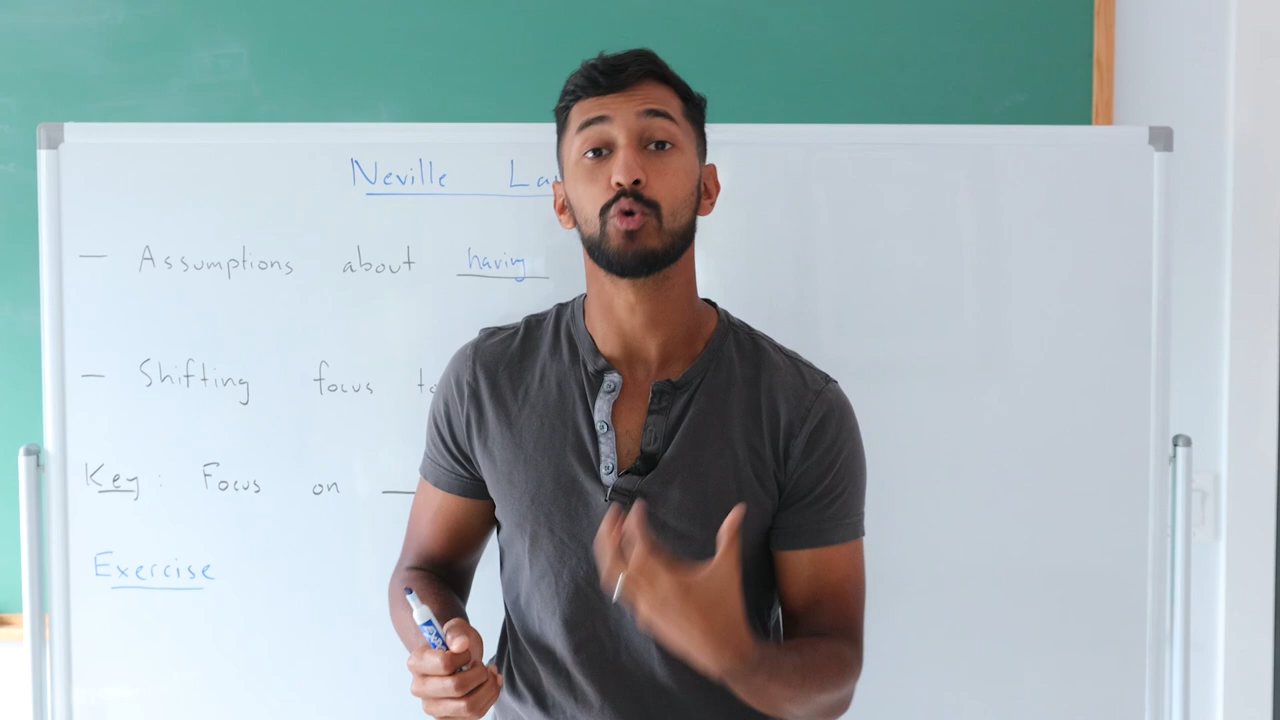 Neville
— Assumptions about having
— Shifting focus
Key: Focus on
Exercise